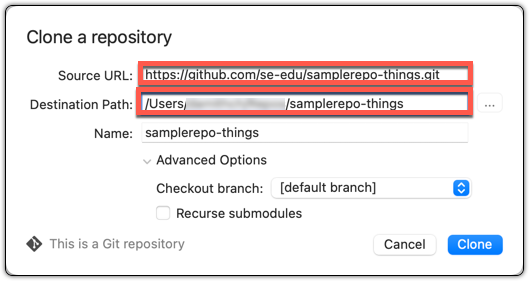 Clone a repository
Source URL: https://github.com/se-edu/samplerepo-things.git
Destination Path: /Users/ /samplerepo-things ...
Name: samplerepo-things
Advanced Options
Checkout branch: [default branch]
Recurse submodules
This is a Git repository Cancel Clone